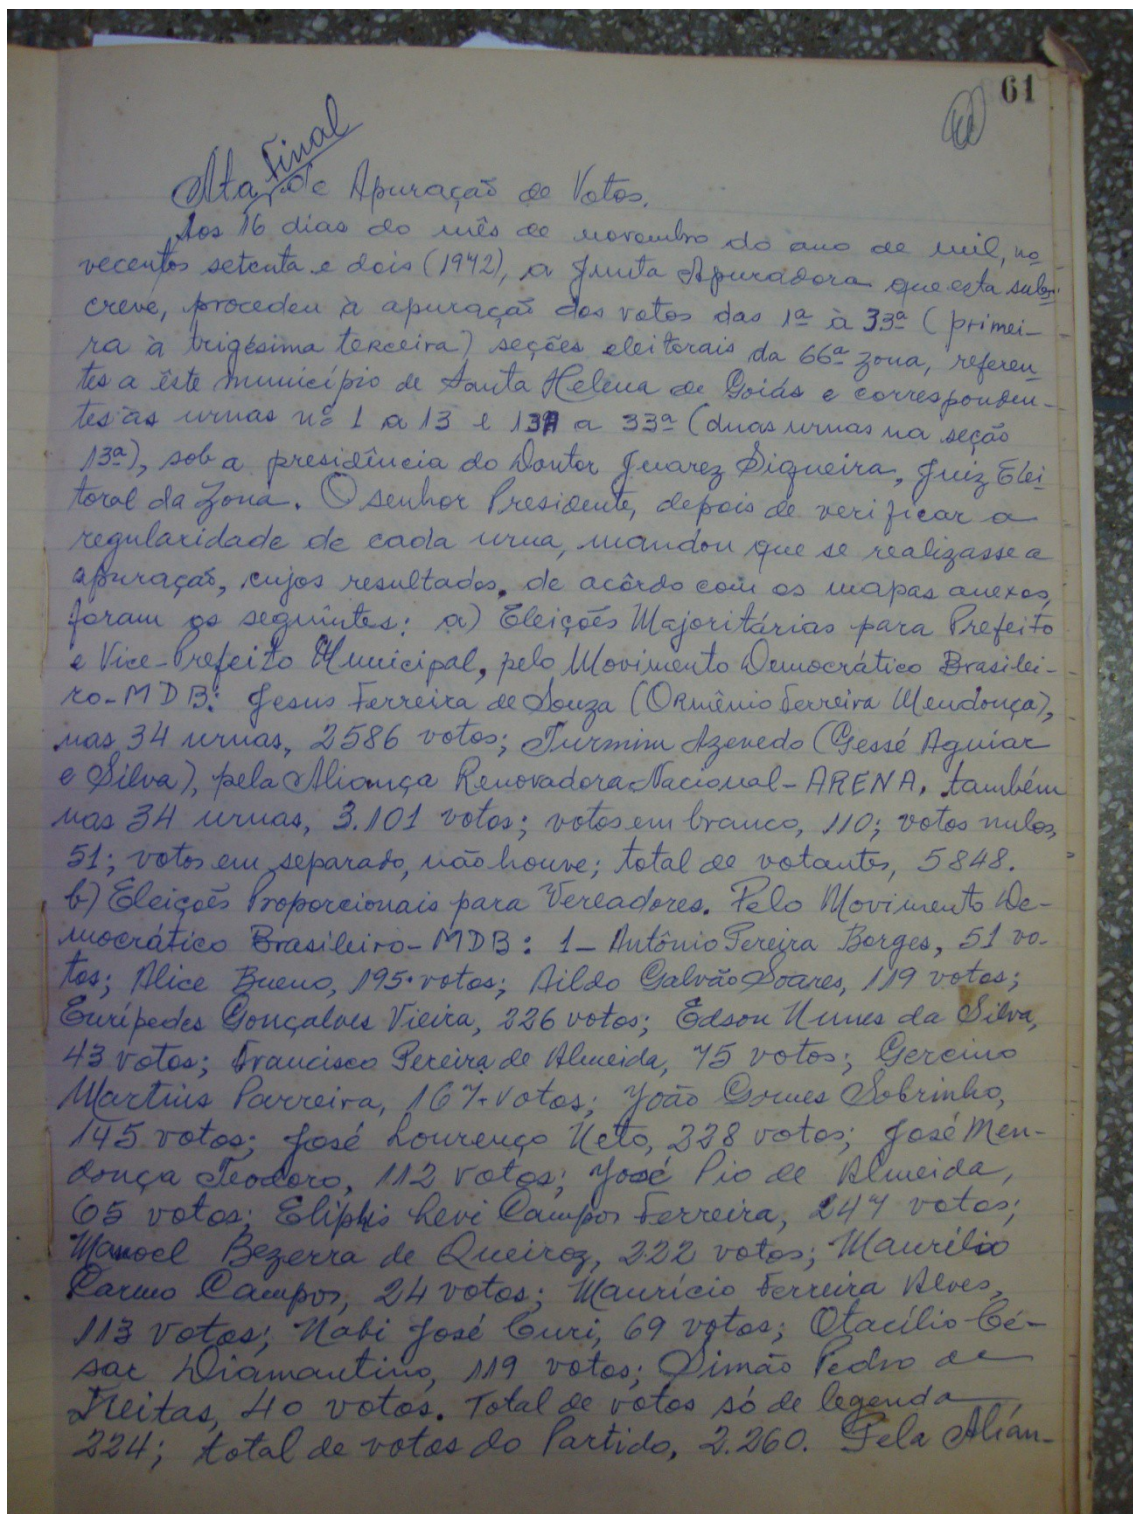 61
Ata Final de Apuração de Votos.
Aos 16 dias do mês de novembro do ano de mil, no-
vecentos setenta e dois (1972), a Junta Apuradora que esta subs-
creve, procedeu à apuração dos votos das 1ª à 33ª (primei-
ra à trigésima terceira) seções eleitorais da 66ª zona, referen-
tes a êste município de Santa Helena de Goiás e corresponden-
tes às urnas nº 1 a 13 e 13A a 33ª (duas urnas na seção
13ª), sob a presidência do Doutor Juarez Siqueira, Juiz Elei-
toral da Zona. O senhor Presidente, depois de verificar a
regularidade de cada urna, mandou que se realizasse a
apuração, cujos resultados, de acôrdo com os mapas anexos,
foram os seguintes: a) Eleições Majoritárias para Prefeito
e Vice-Prefeito Municipal, pelo Movimento Democrático Brasilei-
ro-MDB: Jesus Ferreira de Souza (Ormênio Ferreira Mendonça),
nas 34 urnas, 2586 votos; Turmim Azevedo (Gessé Aguiar
e Silva), pela Aliança Renovadora Nacional-ARENA, também
nas 34 urnas, 3.101 votos; votos em branco, 110; votos nulos,
51; votos em separado, não houve; total de votantes, 5848.
b) Eleições Proporcionais para Vereadores. Pelo Movimento De-
mocrático Brasileiro-MDB: 1- Antônio Pereira Borges, 51 vo-
tos; Alice Bueno, 195 votos; Aildo Galvão Soares, 119 votos;
Eurípedes Gonçalves Vieira, 226 votos; Edson Nunes da Silva,
43 votos; Francisco Pereira de Almeida, 75 votos; Gercino
Martins Parreira, 167 votos; João Gomes Sobrinho,
145 votos; José Lourenço Neto, 228 votos; José Men-
donça Teodoro, 112 votos; José Pio de Almeida,
65 votos; Eliphis Levi Campos Ferreira, 247 votos;
Manoel Bezerra de Queiroz, 222 votos; Maurílio
Carmo Campos, 24 votos; Maurício Ferreira Alves,
113 votos; Nabi José Curi, 69 votos; Otacílio Cé-
sar Diamantino, 119 votos; Simão Pedro de
Freitas, 40 votos. Total de votos só de legenda,
224; total de votos do Partido, 2.260. Pela Alian-